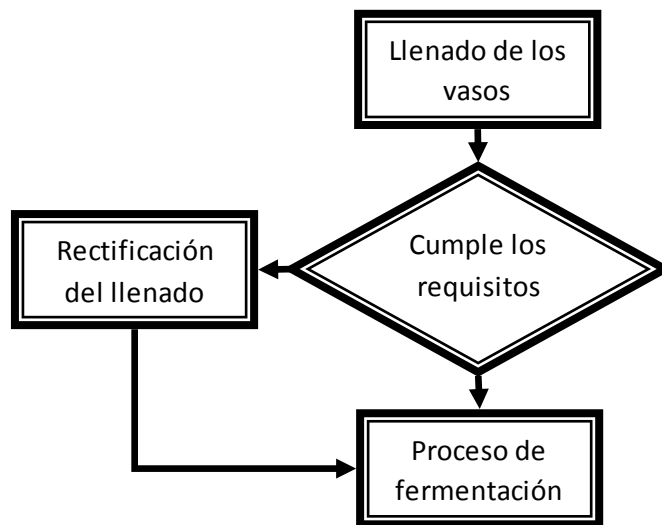 Llenado de los
vasos
Cumple los
requisitos
Rectificación
del llenado
Proceso de
fermentación